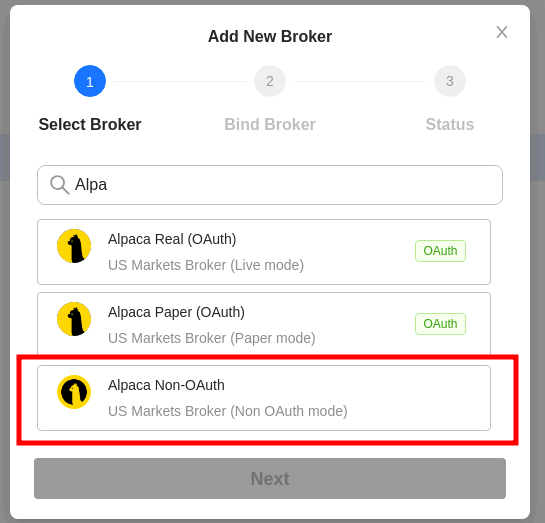 Add New Broker
1
2
3
Select Broker
Bind Broker
Status
Alpa
Alpaca Real (OAuth)
OAuth
US Markets Broker (Live mode)
Alpaca Paper (OAuth)
OAuth
US Markets Broker (Paper mode)
Alpaca Non-OAuth
US Markets Broker (Non OAuth mode)
Next